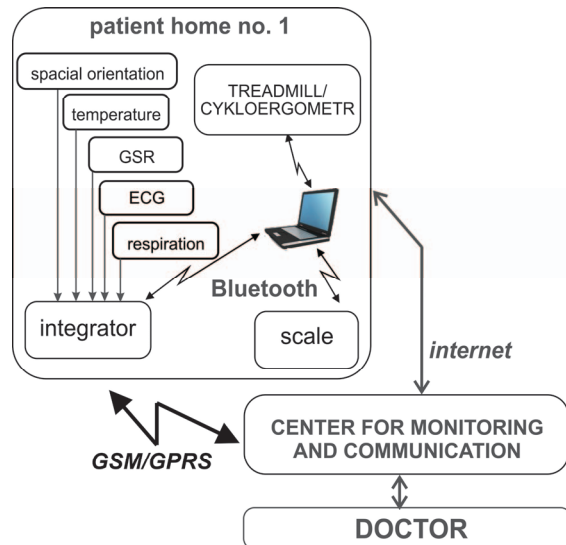 patient home no. 1
spacial orientation
temperature
GSR
ECG
respiration
integrator
TREADMILL/
CYKLOERGOMETR
Bluetooth
scale
internet
GSM/GPRS
CENTER FOR MONITORING
AND COMMUNICATION
DOCTOR